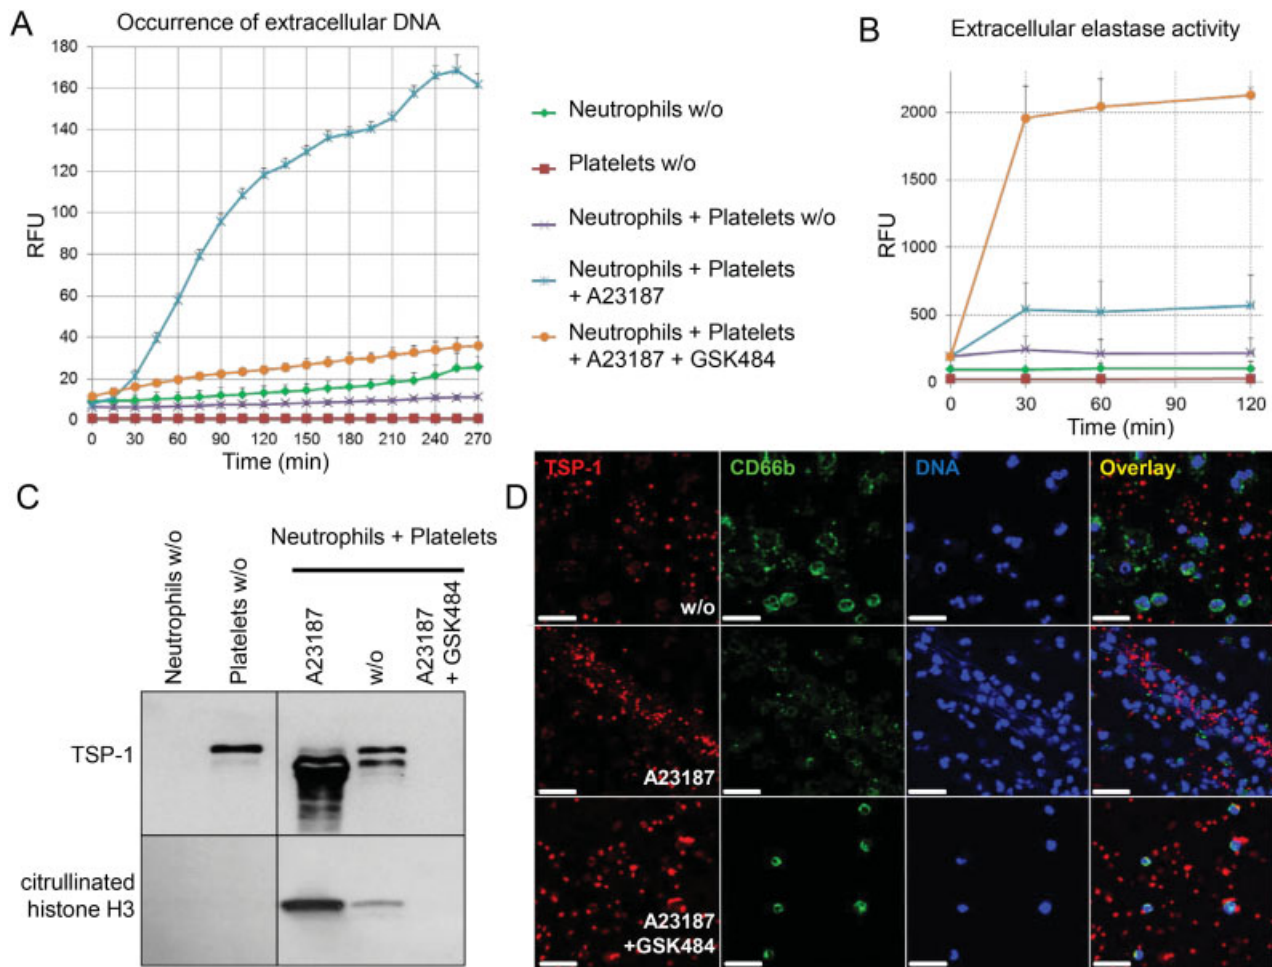 A
Occurrence of extracellular DNA
180
160
140
120
100
80
60
40
20
0
RFU
0 30 60 90 120 150 180 210 240 270
Time (min)
Neutrophils w/o
Platelets w/o
Neutrophils + Platelets w/o
Neutrophils + Platelets
+ A23187
Neutrophils + Platelets
+ A23187 + GSK484
B
Extracellular elastase activity
2000
1500
1000
500
0
RFU
0 30 60 90 120
Time (min)
C
Neutrophils + Platelets
Neutrophils w/o
Platelets w/o
A23187
w/o
A23187
+ GSK484
TSP-1
citrullinated
histone H3
D
TSP-1 CD66b DNA Overlay
w/o
A23187
A23187
+GSK484